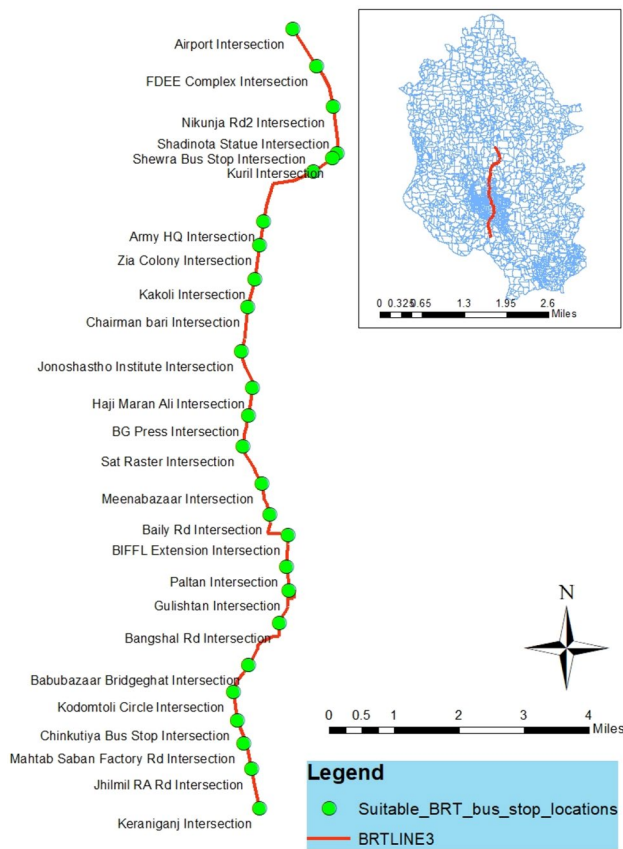 Airport Intersection
FDEE Complex Intersection
Nikunja Rd2 Intersection
Shadinota Statue Intersection
Shewra Bus Stop Intersection
Kuril Intersection
Army HQ Intersection
Zia Colony Intersection
Kakoli Intersection
Chairman bari Intersection
Jonoshastho Institute Intersection
Haji Maran Ali Intersection
BG Press Intersection
Sat Raster Intersection
Meenabazaar Intersection
Baily Rd Intersection
BIFFL Extension Intersection
Paltan Intersection
Gulishtan Intersection
Bangshal Rd Intersection
Babubazaar Bridgeghat Intersection
Kodomtoli Circle Intersection
Chinkutiya Bus Stop Intersection
Mahtab Saban Factory Rd Intersection
Jhilmil RA Rd Intersection
Keraniganj Intersection
0 0.325 0.65 1.3 1.95 2.6
Miles
N
0 0.5 1 2 3 4
Miles
Legend
Suitable_BRT_bus_stop_locations
BRTLINE3